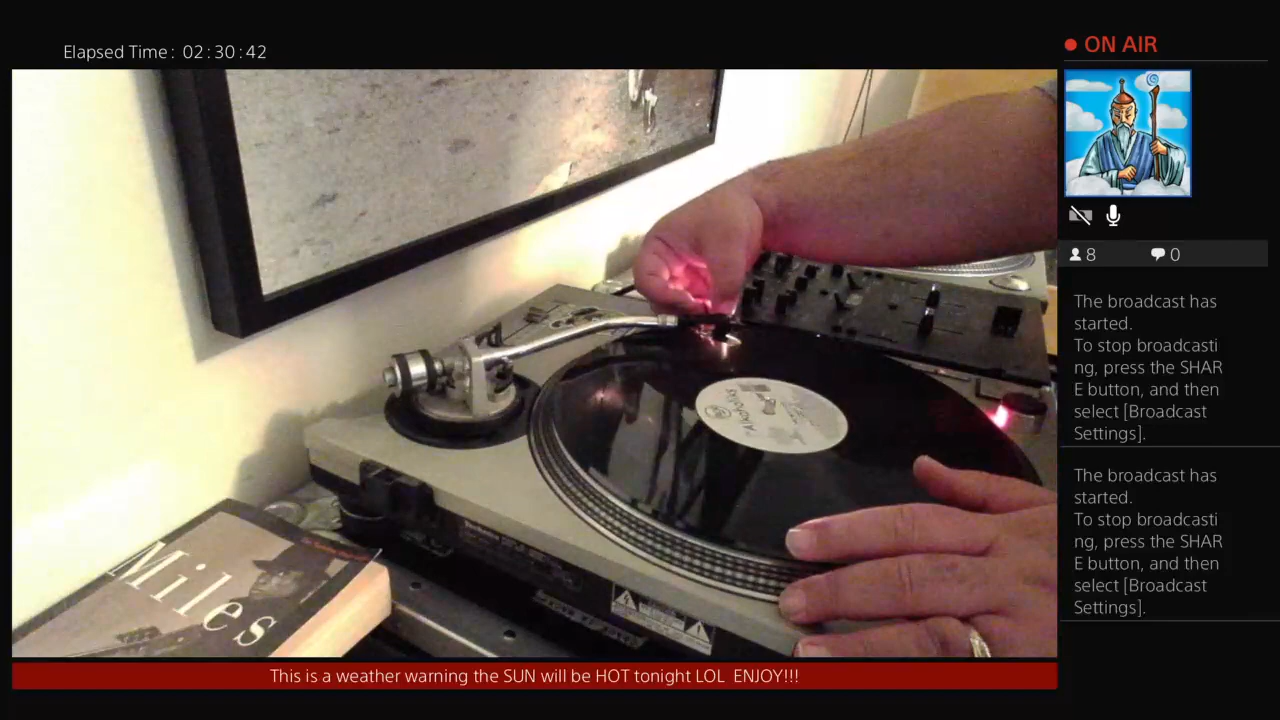 Elapsed Time: 02:30:42
ON AIR
8
0
The broadcast has
started.
To stop broadcasti
ng, press the SHAR
E button, and then
select [Broadcast
Settings].
The broadcast has
started.
To stop broadcasti
ng, press the SHAR
E button, and then
select [Broadcast
Settings].
Alkaholiks
Technics
Miles
This is a weather warning the SUN will be HOT tonight LOL ENJOY!!!